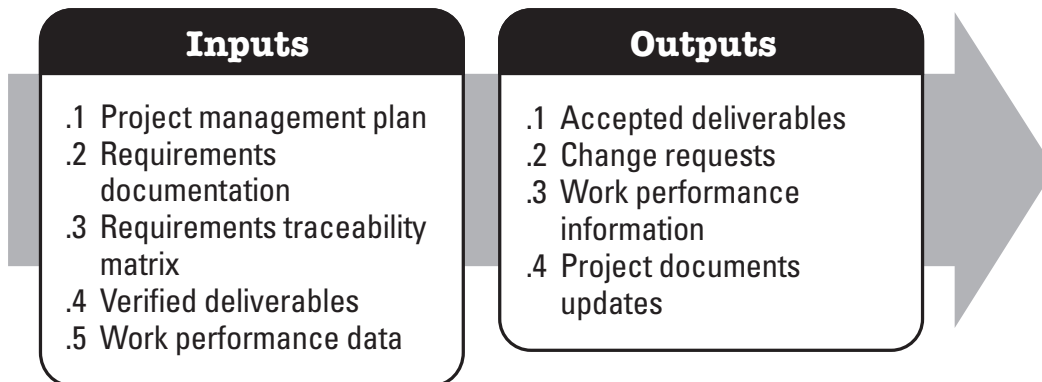 Inputs
.1 Project management plan
.2 Requirements
documentation
.3 Requirements traceability
matrix
.4 Verified deliverables
.5 Work performance data
Outputs
.1 Accepted deliverables
.2 Change requests
.3 Work performance
information
.4 Project documents
updates